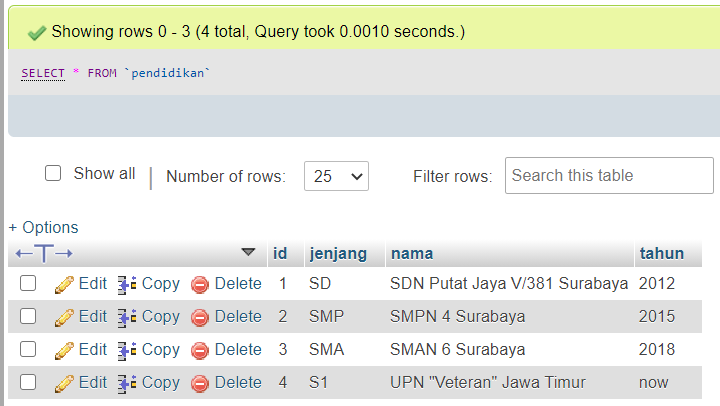 Showing rows 0 - 3 (4 total, Query took 0.0010 seconds.)
SELECT * FROM `pendidikan`
Show all Number of rows: 25 Filter rows: Search this table
+ Options
←T→ id jenjang nama tahun
Edit Copy Delete 1 SD SDN Putat Jaya V/381 Surabaya 2012
Edit Copy Delete 2 SMP SMPN 4 Surabaya 2015
Edit Copy Delete 3 SMA SMAN 6 Surabaya 2018
Edit Copy Delete 4 S1 UPN "Veteran" Jawa Timur now